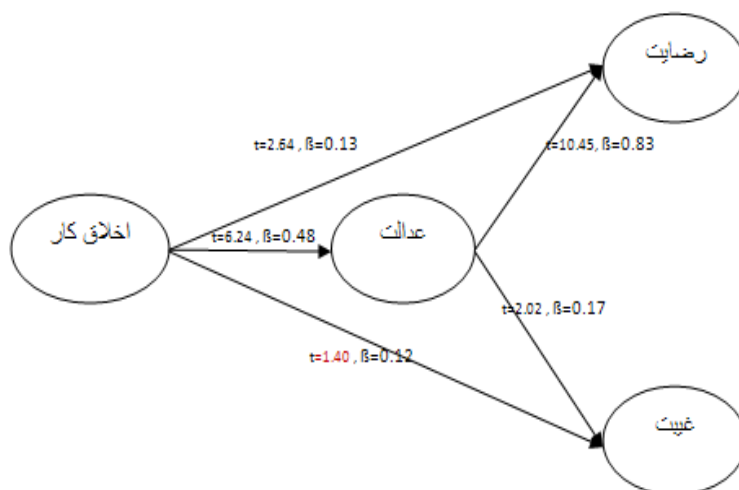 رضایت
t=2.64 , ß=0.13
t=10.45, ß=0.83
اخلاق کار
t=6.24 , ß=0.48
عدالت
t=2.02 , ß=0.17
t=1.40 , ß=0.12
غیبت